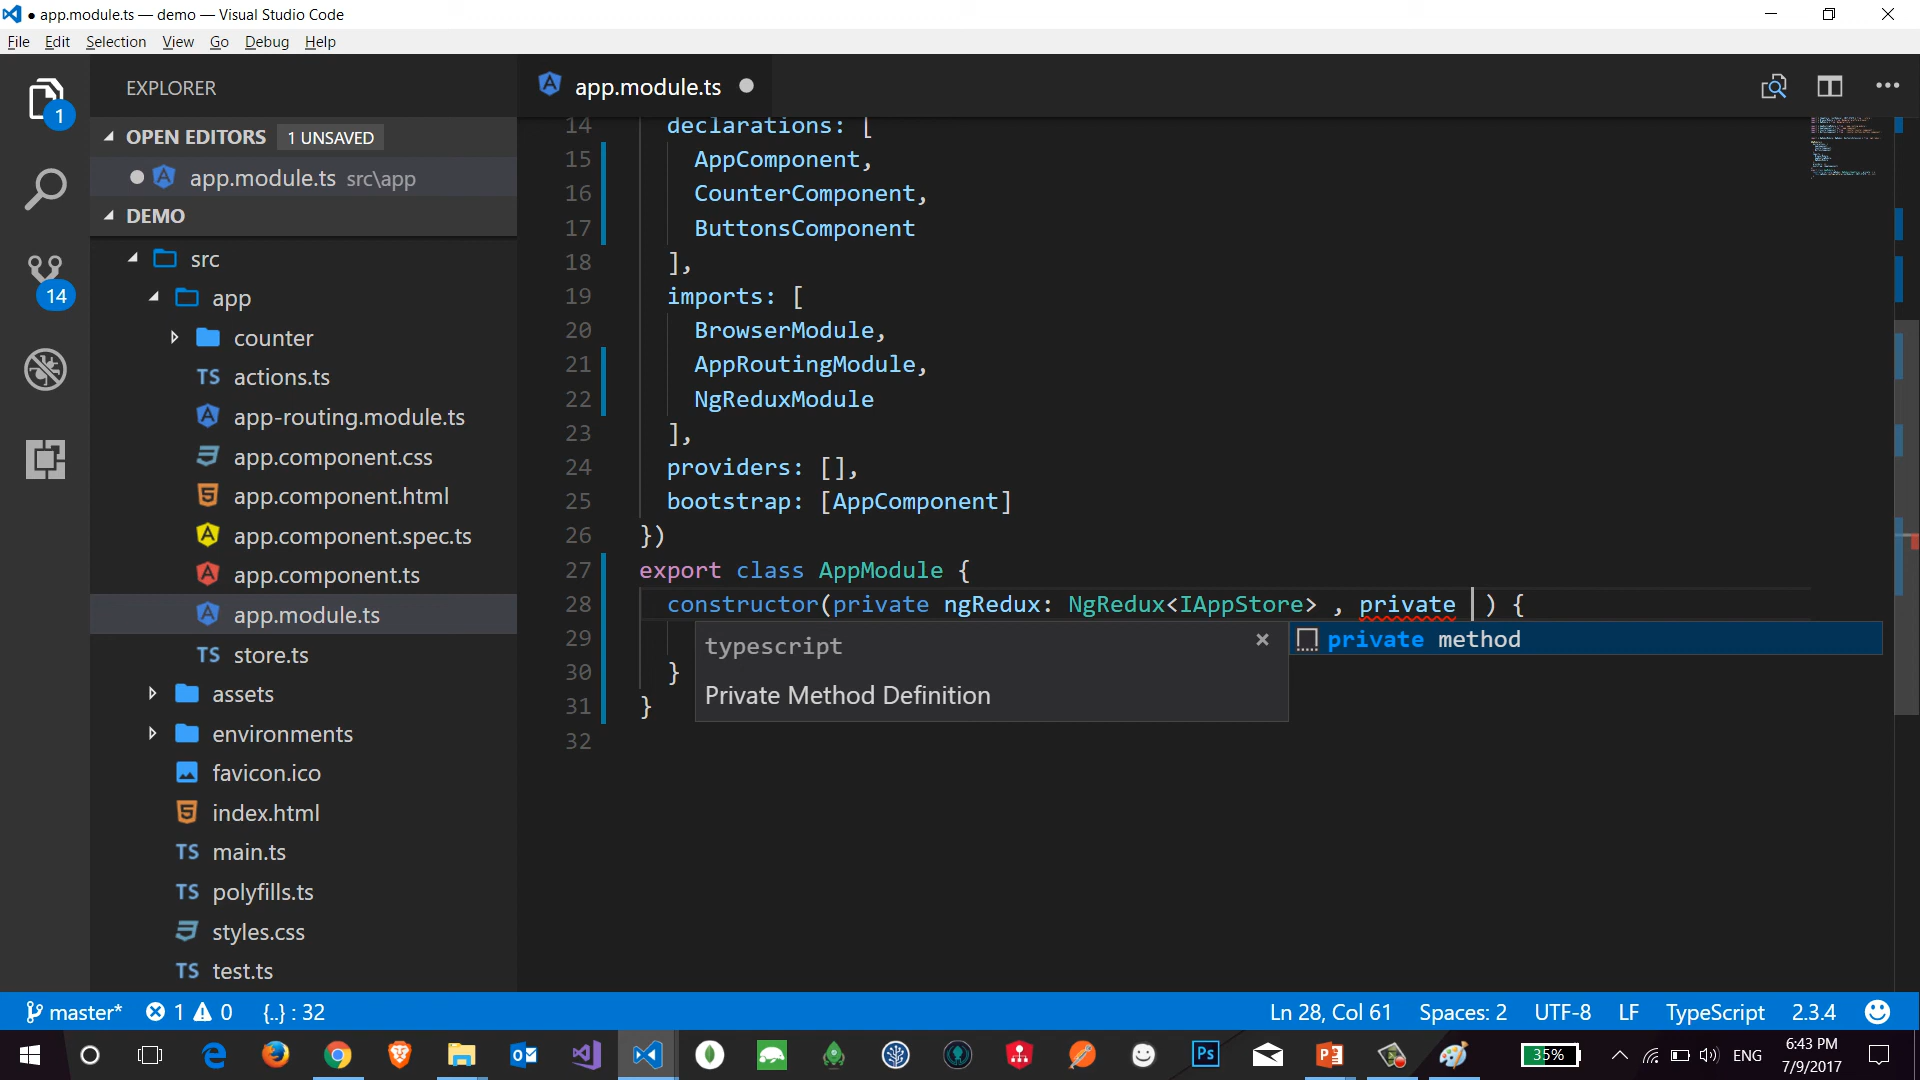 ● app.module.ts — demo — Visual Studio Code
File Edit Selection View Go Debug Help
1
14
EXPLORER
OPEN EDITORS 1 UNSAVED
app.module.ts src\app
DEMO
src
app
counter
TS actions.ts
app-routing.module.ts
app.component.css
app.component.html
app.component.spec.ts
app.component.ts
app.module.ts
TS store.ts
assets
environments
favicon.ico
index.html
TS main.ts
TS polyfills.ts
styles.css
TS test.ts
app.module.ts
14 declarations: [
15 AppComponent,
16 CounterComponent,
17 ButtonsComponent
18 ],
19 imports: [
20 BrowserModule,
21 AppRoutingModule,
22 NgReduxModule
23 ],
24 providers: [],
25 bootstrap: [AppComponent]
26 })
27 export class AppModule {
28 constructor(private ngRedux: NgRedux<IAppStore> , private ) {
29
30 }
31 }
32
typescript
Private Method Definition
private method
master* 1 0 {..} : 32 Ln 28, Col 61 Spaces: 2 UTF-8 LF TypeScript 2.3.4
Ps 35% ENG 6:43 PM
7/9/2017